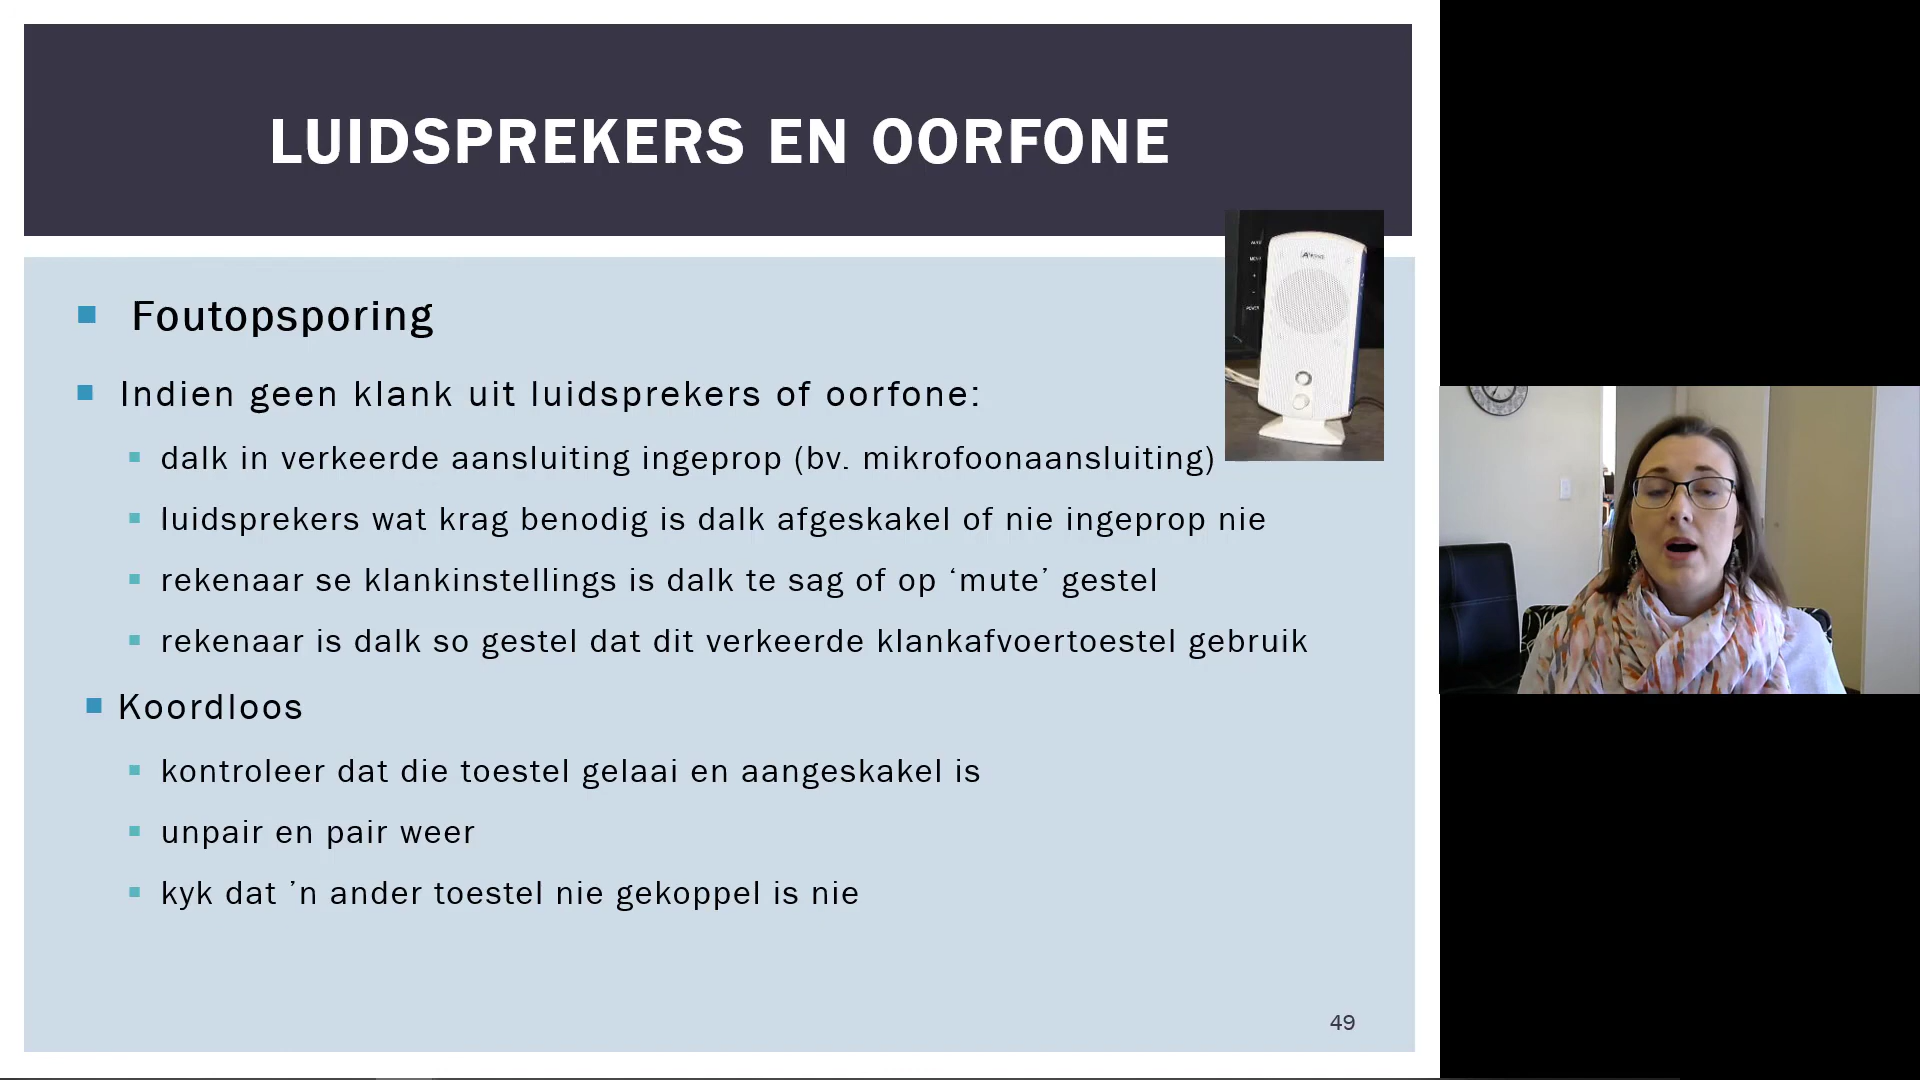 LUIDSPREKERS EN OORFONE
Foutopsporing
Indien geen klank uit luidsprekers of oorfone:
dalk in verkeerde aansluiting ingeprop (bv. mikrofoonaansluiting)
luidsprekers wat krag benodig is dalk afgeskakel of nie ingeprop nie
rekenaar se klankinstellings is dalk te sag of op ‘mute’ gestel
rekenaar is dalk so gestel dat dit verkeerde klankafvoertoestel gebruik
Koordloos
kontroleer dat die toestel gelaai en aangeskakel is
unpair en pair weer
kyk dat ’n ander toestel nie gekoppel is nie
49